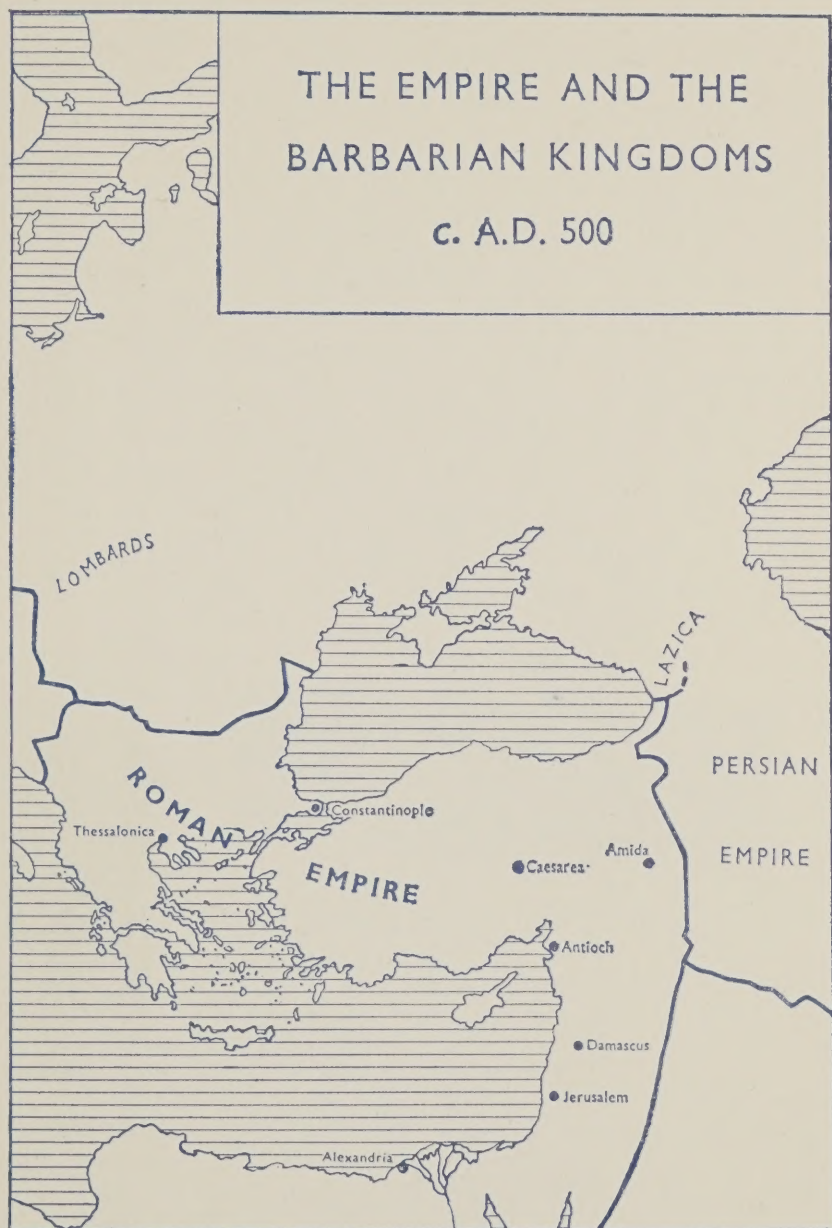 THE EMPIRE AND THE
BARBARIAN KINGDOMS
c. A.D. 500
LOMBARDS
LAZICA
PERSIAN
EMPIRE
ROMAN
EMPIRE
Constantinople
Thessalonica
Amida
Caesarea
Antioch
Damascus
Jerusalem
Alexandria